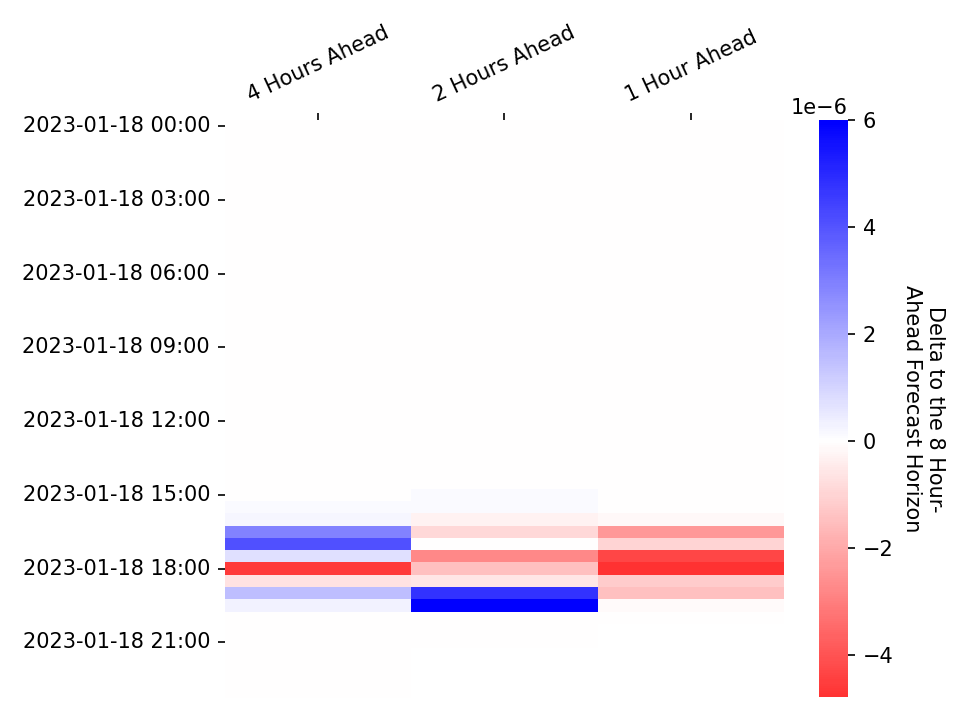 4 Hours Ahead
2 Hours Ahead
1 Hour Ahead
2023-01-18 00:00
2023-01-18 03:00
2023-01-18 06:00
2023-01-18 09:00
2023-01-18 12:00
2023-01-18 15:00
2023-01-18 18:00
2023-01-18 21:00
1e−6
6
4
2
0
−2
−4
Delta to the 8 Hour-
Ahead Forecast Horizon